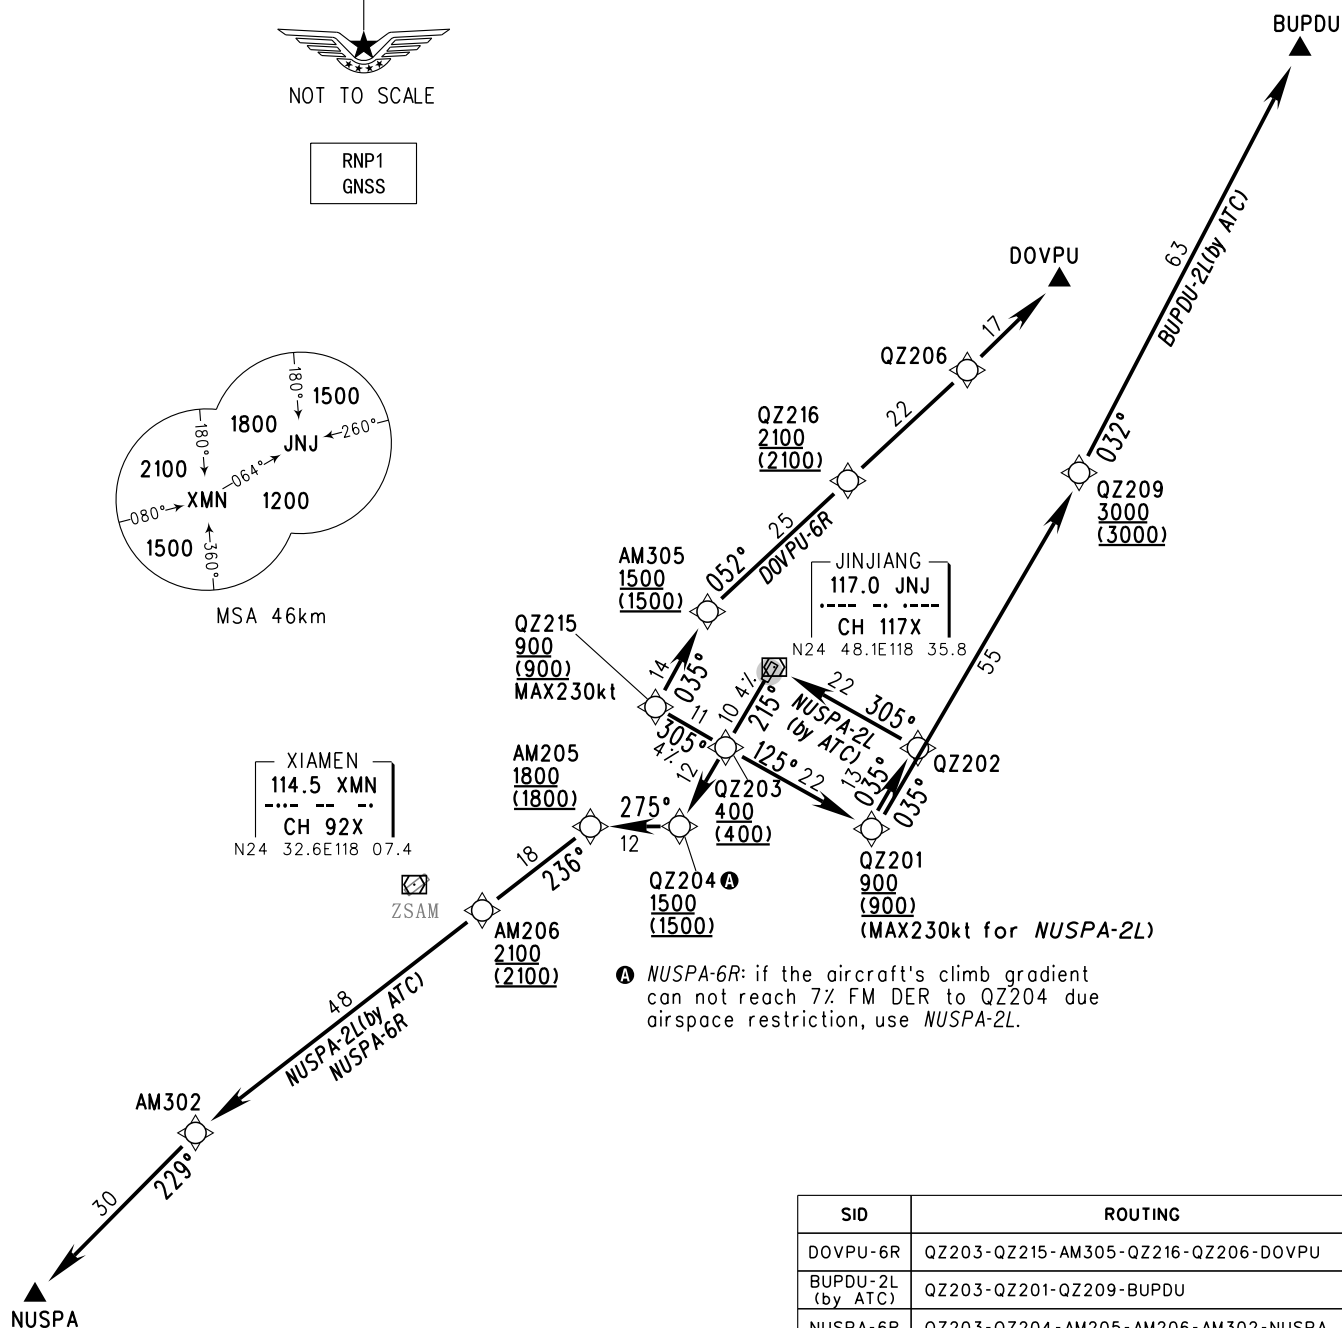 BUPDU
NOT TO SCALE
RNP1
GNSS
63
BUPDU-2L(by ATC)
DOVPU
17
QZ206
22
QZ216
2100
(2100)
032°
QZ209
3000
(3000)
180°
1500
1800
JNJ
260°
180°
2100
064°
XMN
1200
080°
1500
360°
MSA 46km
25
DOVPU-6R
052°
AM305
1500
(1500)
JINJIANG
117.0 JNJ
CH 117X
N24 48.1E118 35.8
QZ215
900
(900)
MAX230kt
14
035°
11
305°
4%
10 4%
215°
22
305°
NUSPA-2L
(by ATC)
55
QZ202
13
035°
035°
125° 22
12
QZ203
400
(400)
AM205
1800
(1800)
275°
12
XIAMEN
114.5 XMN
CH 92X
N24 32.6E118 07.4
ZSAM
18
236°
QZ204 A
1500
(1500)
QZ201
900
(900)
(MAX230kt for NUSPA-2L)
AM206
2100
(2100)
A NUSPA-6R: if the aircraft's climb gradient
can not reach 7% FM DER to QZ204 due
airspace restriction, use NUSPA-2L.
48
NUSPA-2L(by ATC)
NUSPA-6R
AM302
229°
30
NUSPA
SID ROUTING
DOVPU-6R QZ203-QZ215-AM305-QZ216-QZ206-DOVPU
BUPDU-2L
(by ATC) QZ203-QZ201-QZ209-BUPDU
NUSPA-6R QZ203-QZ204-AM205-AM206-AM302-NUSPA